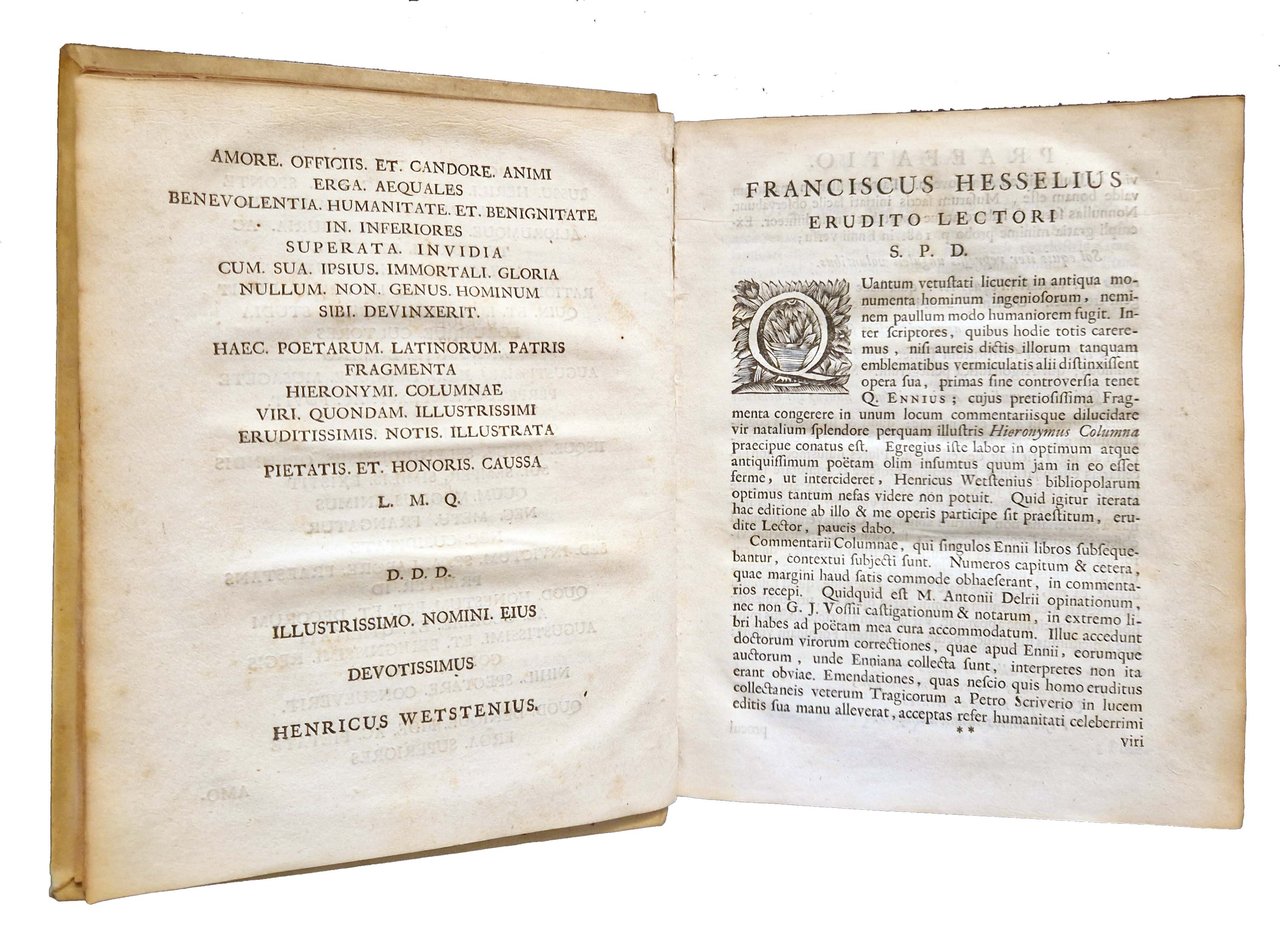 AMORE. OFFICIIS. ET. CANDORE. ANIMI
ERGA. AEQUALES
BENEVOLENTIA. HUMANITATE. ET. BENIGNITATE
IN. INFERIORES
SUPERATA. INVIDIA
CUM. SUA. IPSIUS. IMMORTALI. GLORIA
NULLUM. NON. GENUS. HOMINUM
SIBI. DEVINXERIT.
HAEC. POETARUM. LATINORUM. PATRIS
FRAGMENTA
HIERONYMI. COLUMNAE
VIRI. QUONDAM. ILLUSTRISSIMI
ERUDITISSIMIS. NOTIS. ILLUSTRATA
PIETATIS. ET. HONORIS. CAUSSA
L. M. Q.
D. D. D.
ILLUSTRISSIMO. NOMINI. EIUS
DEVOTISSIMUS
HENRICUS WETSTENIUS.
FRANCISCUS HESSELIUS
ERUDITO LECTORI
S. P. D.
QUantum vetuſtati licuerit in antiqua mo-
numenta hominum ingenioſorum, nemi-
nem paullum modo humaniorem fugit. In-
ter ſcriptores, quibus hodie totis carere-
mus, niſi aureis dictis illorum tanquam
emblematibus vermiculatis alii diſtinxiſſent
opera ſua, primas ſine controverſia tenet
Q. ENNIUS; cujus pretioſiſſima Frag-
menta congerere in unum locum commentariisque dilucidare
vir natalium ſplendore perquam illuſtris Hieronymus Columna
praecipue conatus eſt. Egregius iſte labor in optimum atque
antiquiſſimum poëtam olim inſumtus quum jam in eo eſſet
ferme, ut intercideret, Henricus Wetſtenius bibliopolarum
optimus tantum nefas videre non potuit. Quid igitur iterata
hac editione ab illo & me operis participe ſit praeſtitum, eru-
dite Lector, paucis dabo.
Commentarii Columnae, qui ſingulos Ennii libros ſubſeque-
bantur, contextui ſubjecti ſunt. Numeros capitum & cetera,
quae margini haud ſatis commode obhaeſerant, in commenta-
rios recepi. Quidquid eſt M. Antonii Delrii opinationum,
nec non G. J. Voſſii caſtigationum & notarum, in extremo li-
bri habes ad poëtam mea cura accommodatum. Illuc accedunt
doctorum virorum correctiones, quae apud Ennii, eorumque
auctorum, unde Enniana collecta ſunt, interpretes non ita
erant obviae. Emendationes, quas neſcio quis homo eruditus
collectaneis veterum Tragicorum a Petro Scriverio in lucem
editis ſua manu alleverat, acceptas refer humanitati celeberrimi
**
viri